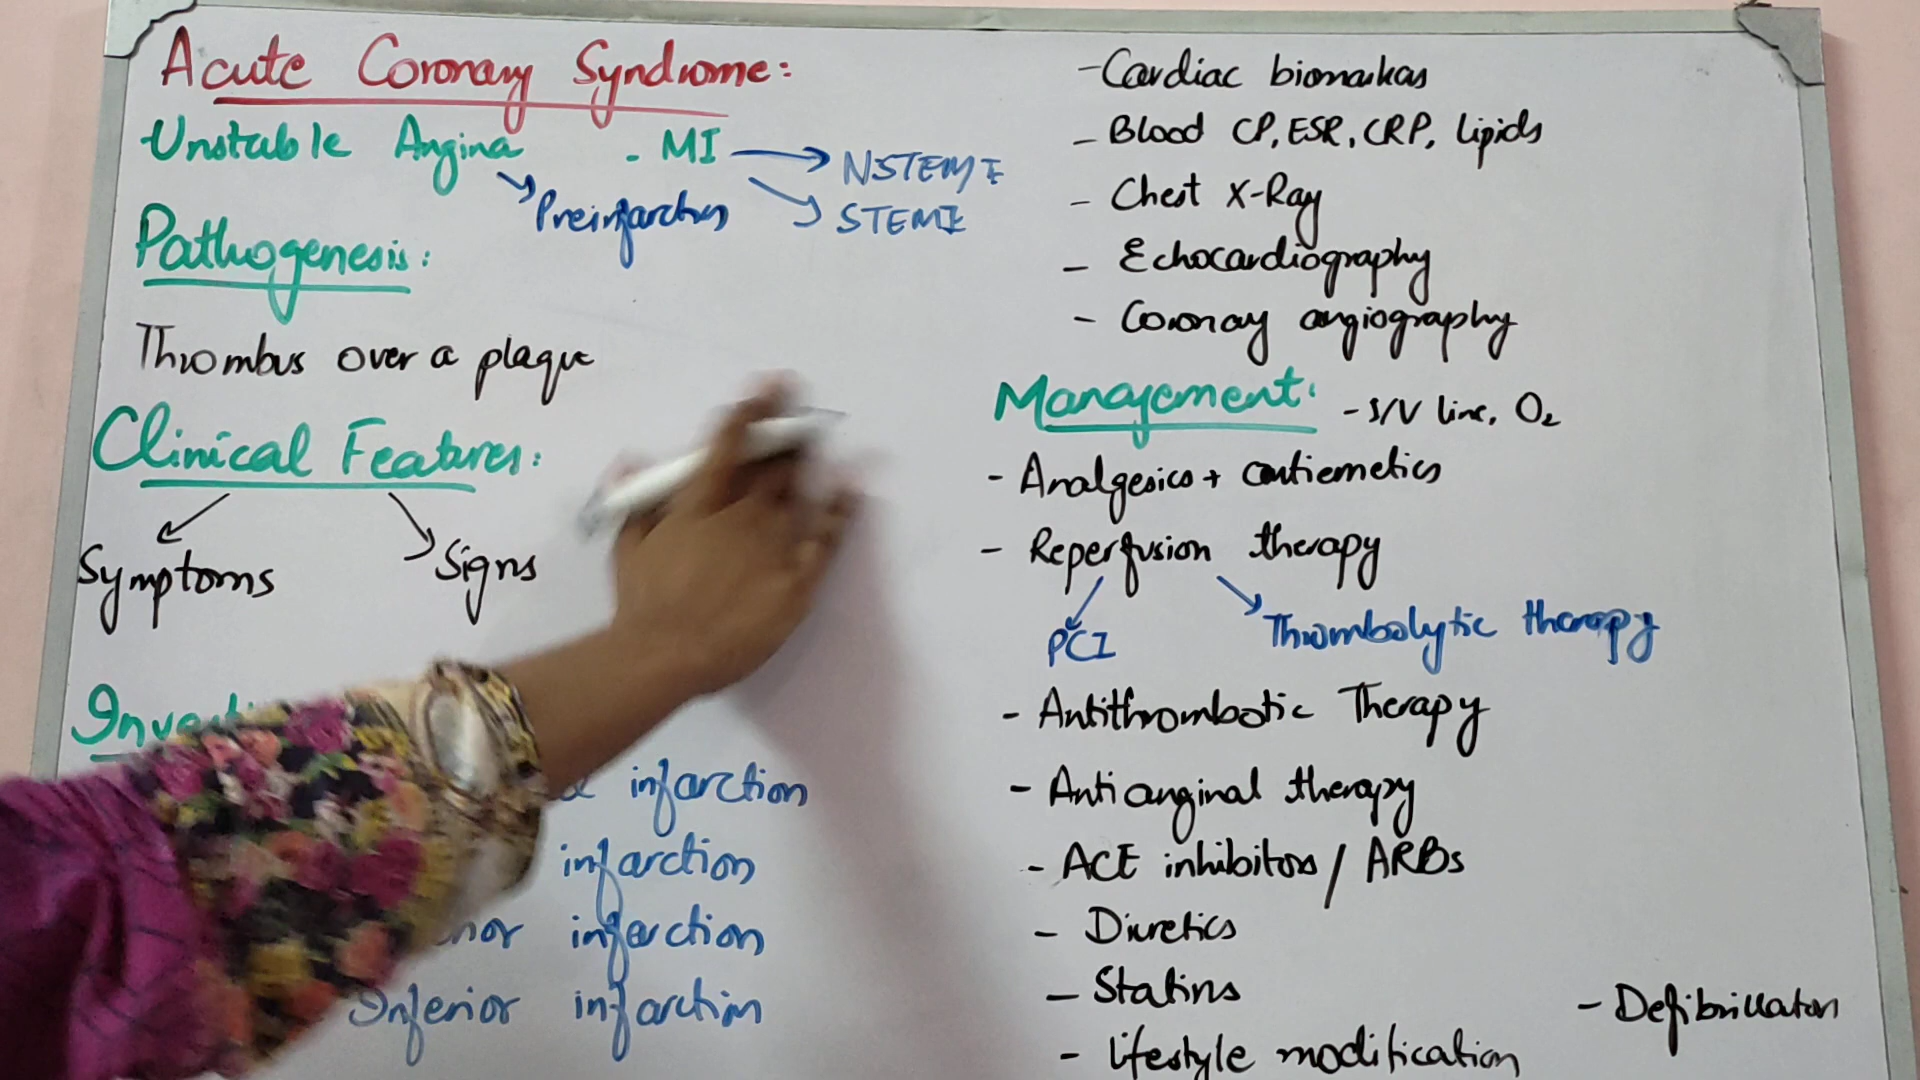 Acute Coronary Syndrome:
Unstable Angina - MI
NSTEMI
STEMI
Preinfarction
Pathogenesis:
Thrombus over a plaque
Clinical Features:
Symptoms Signs
infarction
infarction
infarction
Inferior infarction
-Cardiac biomarkers
- Blood CP, ESR, CRP, lipids
- Chest X-Ray
- Echocardiography
- Coronary angiography
Management: - I/V line, O2
- Analgesics + antiemetics
- Reperfusion therapy
PCI Thrombolytic therapy
- Antithrombotic Therapy
- Antianginal therapy
- ACE inhibitors / ARBs
- Diuretics
- Statins
- Defibrillation
- lifestyle modification